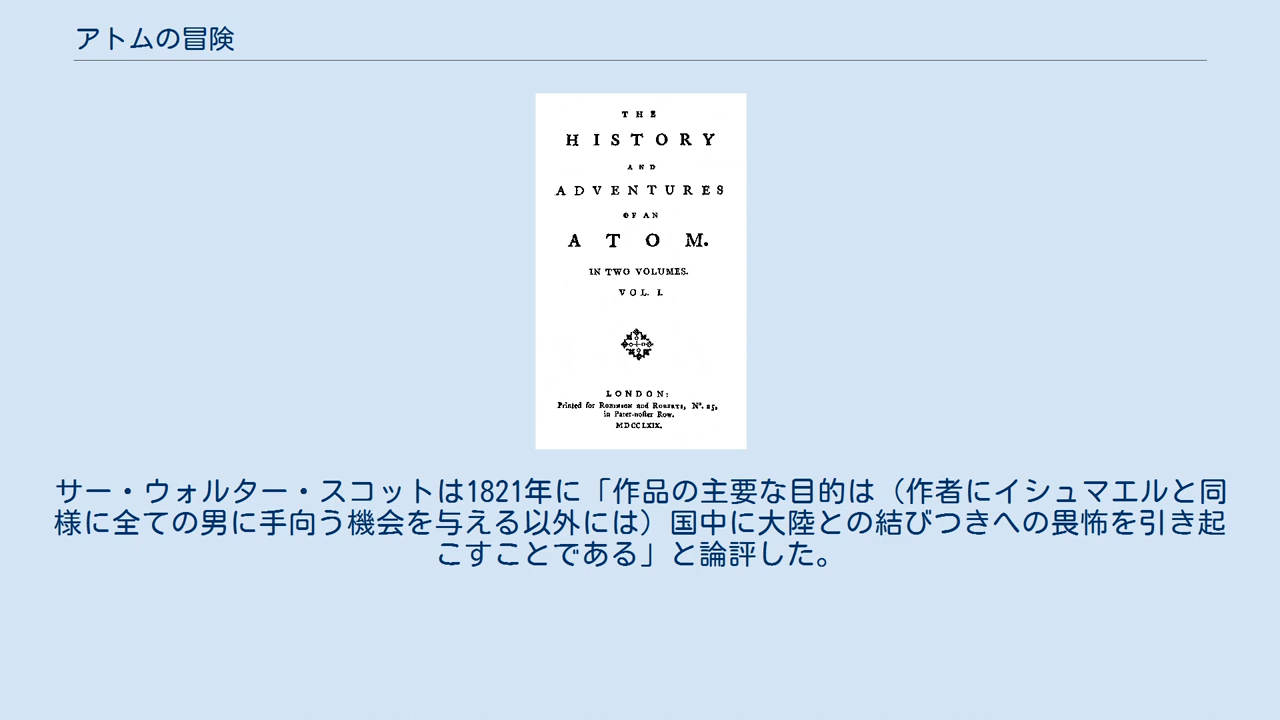 アトムの冒険
THE
HISTORY
AND
ADVENTURES
OF AN
ATOM.
IN TWO VOLUMES.
VOL. I.
LONDON:
Printed for ROBINSON and ROBERTS, Nº. 25,
in Pater-noſter Row.
MDCCLXIX.
サー・ウォルター・スコットは1821年に「作品の主要な目的は（作者にイシュマエルと同
様に全ての男に手向う機会を与える以外には）国中に大陸との結びつきへの畏怖を引き起
こすことである」と論評した。